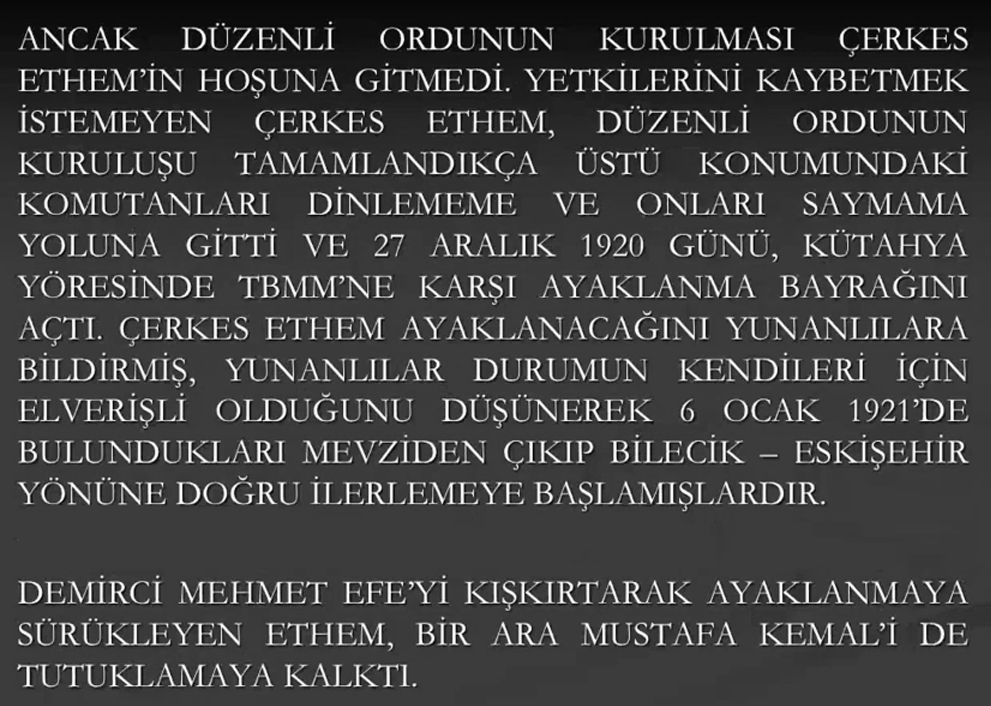 ANCAK DÜZENLİ ORDUNUN KURULMASI ÇERKES
ETHEM'İN HOŞUNA GİTMEDİ. YETKİLERİNİ KAYBETMEK
İSTEMEYEN ÇERKES ETHEM, DÜZENLİ ORDUNUN
KURULUŞU TAMAMLANDIKÇA ÜSTÜ KONUMUNDAKİ
KOMUTANLARI DİNLEMEME VE ONLARI SAYMAMA
YOLUNA GİTTİ VE 27 ARALIK 1920 GÜNÜ, KÜTAHYA
YÖRESİNDE TBMM'NE KARŞI AYAKLANMA BAYRAĞINI
AÇTI. ÇERKES ETHEM AYAKLANACAĞINI YUNANLILARA
BİLDİRMİŞ, YUNANLILAR DURUMUN KENDİLERİ İÇİN
ELVERİŞLİ OLDUĞUNU DÜŞÜNEREK 6 OCAK 1921'DE
BULUNDUKLARI MEVZİDEN ÇIKIP BİLECİK – ESKİŞEHİR
YÖNÜNE DOĞRU İLERLEMEYE BAŞLAMIŞLARDIR.
DEMİRCİ MEHMET EFE'Yİ KIŞKIRTARAK AYAKLANMAYA
SÜRÜKLEYEN ETHEM, BİR ARA MUSTAFA KEMAL'İ DE
TUTUKLAMAYA KALKTI.